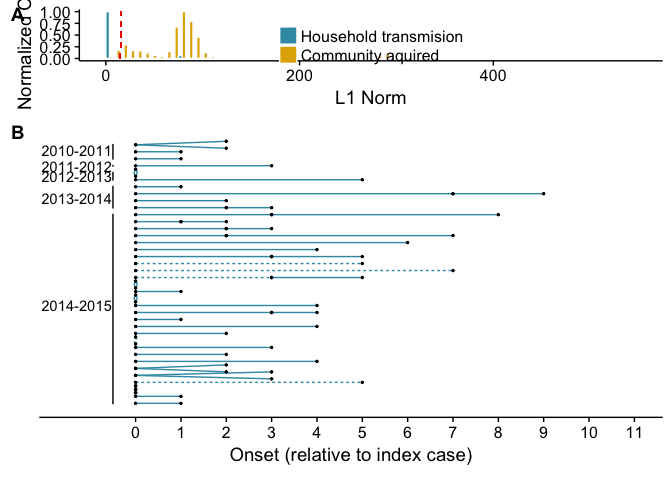 A
Normalized C
1.00
0.75
0.50
0.25
0.00
Household transmision
Community aquired
0 200 400
L1 Norm
B
2010-2011
2011-2012
2012-2013
2013-2014
2014-2015
0 1 2 3 4 5 6 7 8 9 10 11
Onset (relative to index case)